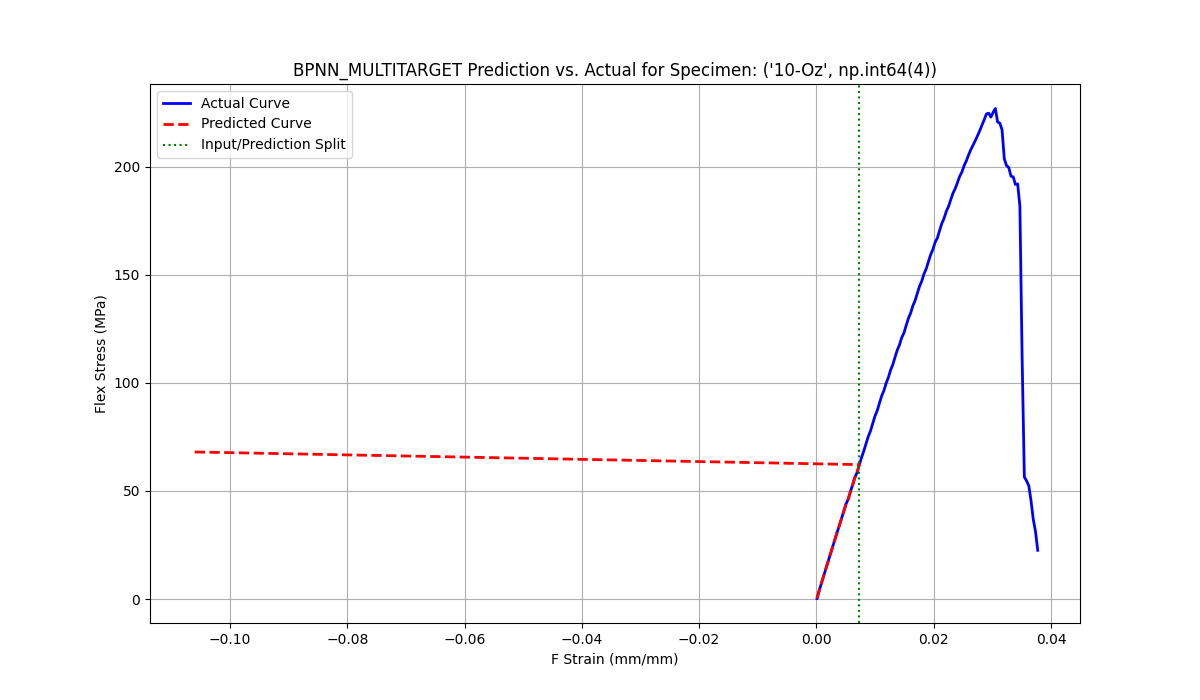 BPNN_MULTITARGET Prediction vs. Actual for Specimen: ('10-Oz', np.int64(4))
Actual Curve
Predicted Curve
Input/Prediction Split
Flex Stress (MPa)
200
150
100
50
0
−0.10 −0.08 −0.06 −0.04 −0.02 0.00 0.02 0.04
F Strain (mm/mm)